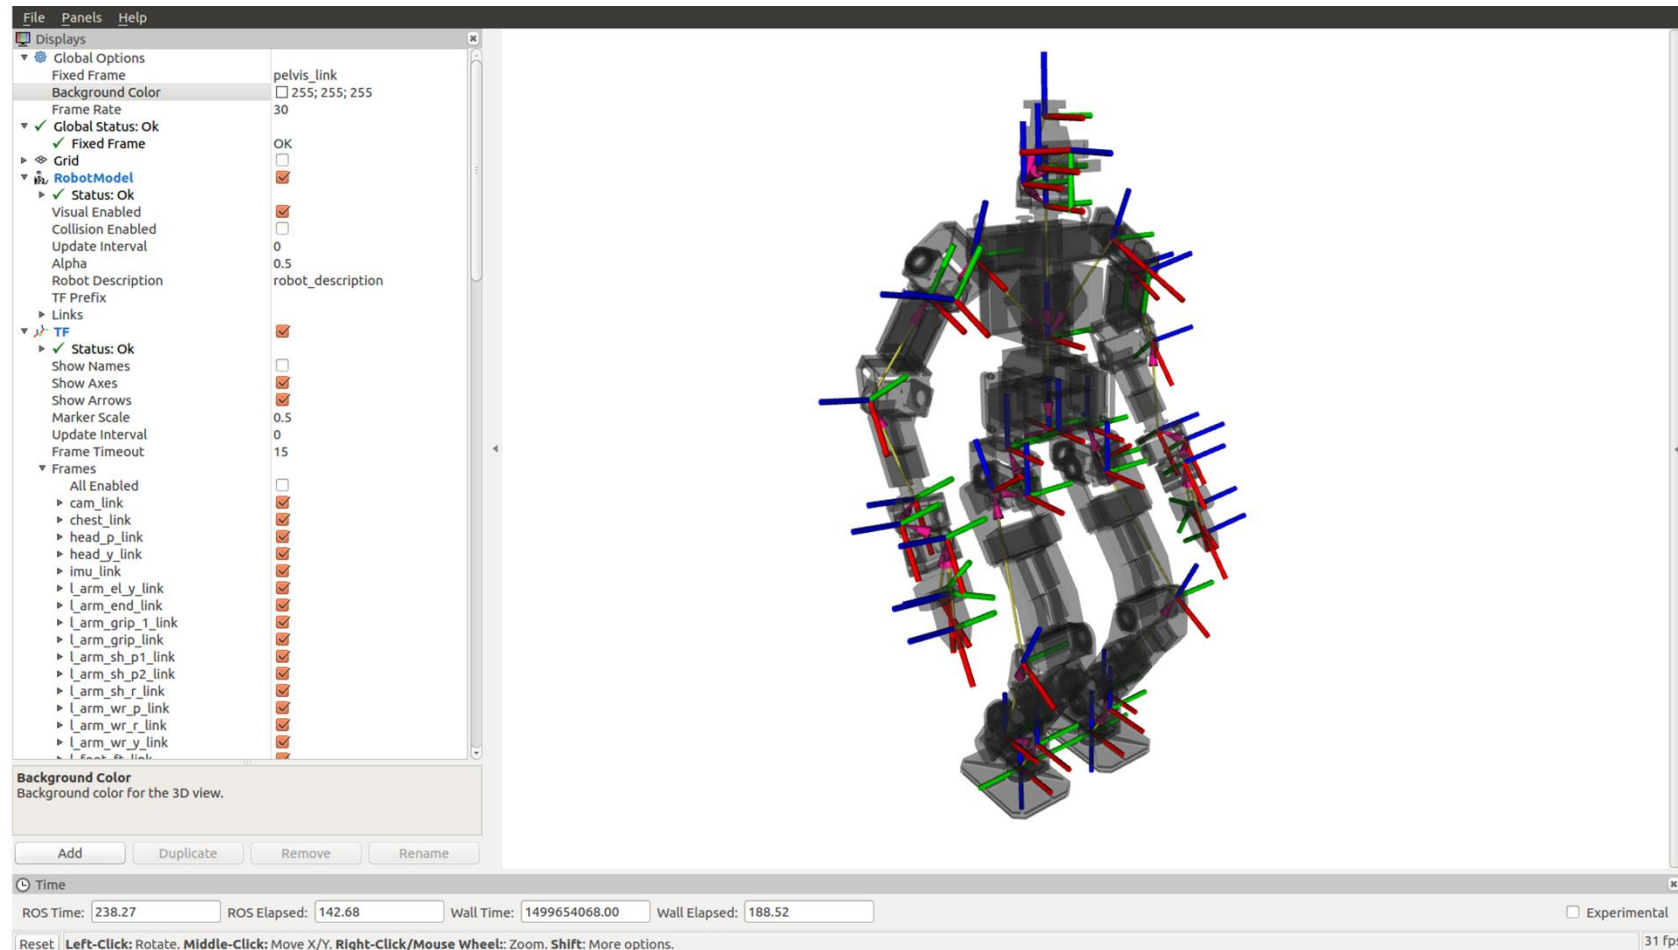 File Panels Help
Displays
Global Options
Fixed Frame pelvis_link
Background Color 255; 255; 255
Frame Rate 30
Global Status: Ok
Fixed Frame OK
Grid
RobotModel
Status: Ok
Visual Enabled
Collision Enabled
Update Interval 0
Alpha 0.5
Robot Description robot_description
TF Prefix
Links
TF
Status: Ok
Show Names
Show Axes
Show Arrows
Marker Scale 0.5
Update Interval 0
Frame Timeout 15
Frames
All Enabled
cam_link
chest_link
head_p_link
head_y_link
imu_link
l_arm_el_y_link
l_arm_end_link
l_arm_grip_1_link
l_arm_grip_link
l_arm_sh_p1_link
l_arm_sh_p2_link
l_arm_sh_r_link
l_arm_wr_p_link
l_arm_wr_r_link
l_arm_wr_y_link
l_foot_ft_link
Background Color
Background color for the 3D view.
Add Duplicate Remove Rename
Time
ROS Time: 238.27 ROS Elapsed: 142.68 Wall Time: 1499654068.00 Wall Elapsed: 188.52 Experimental
Reset Left-Click: Rotate. Middle-Click: Move X/Y. Right-Click/Mouse Wheel:: Zoom. Shift: More options. 31 fps